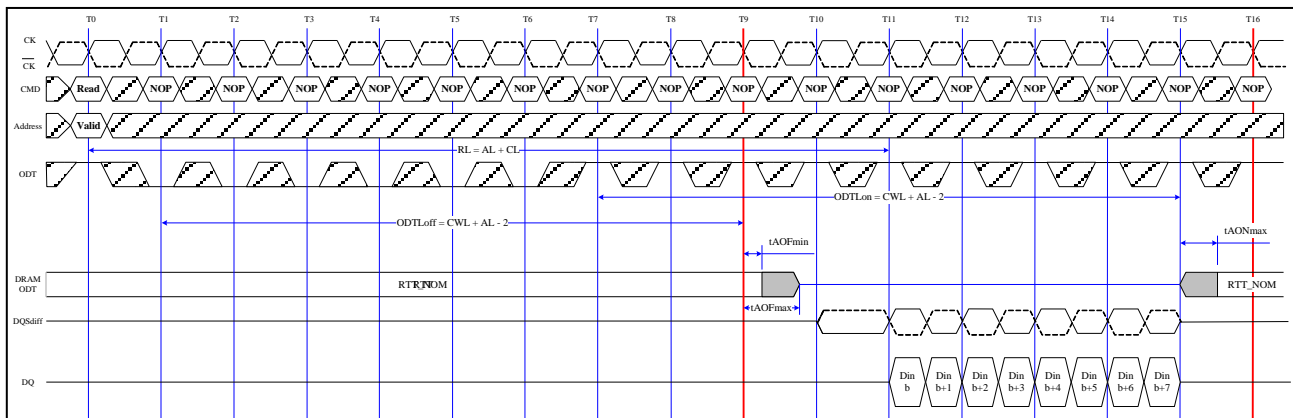 T0 T1 T2 T3 T4 T5 T6 T7 T8 T9 T10 T11 T12 T13 T14 T15 T16
CK
CK
CMD Read NOP NOP NOP NOP NOP NOP NOP NOP NOP NOP NOP NOP NOP NOP NOP NOP
Address Valid
RL = AL + CL
ODT
ODTLon = CWL + AL - 2
ODTLoff = CWL + AL - 2
tAOFmin
tAONmax
DRAM
ODT
RTT_NOM
RTT_NOM
tAOFmax
DQSdiff
DQ
Din b
Din b+1
Din b+2
Din b+3
Din b+4
Din b+5
Din b+6
Din b+7